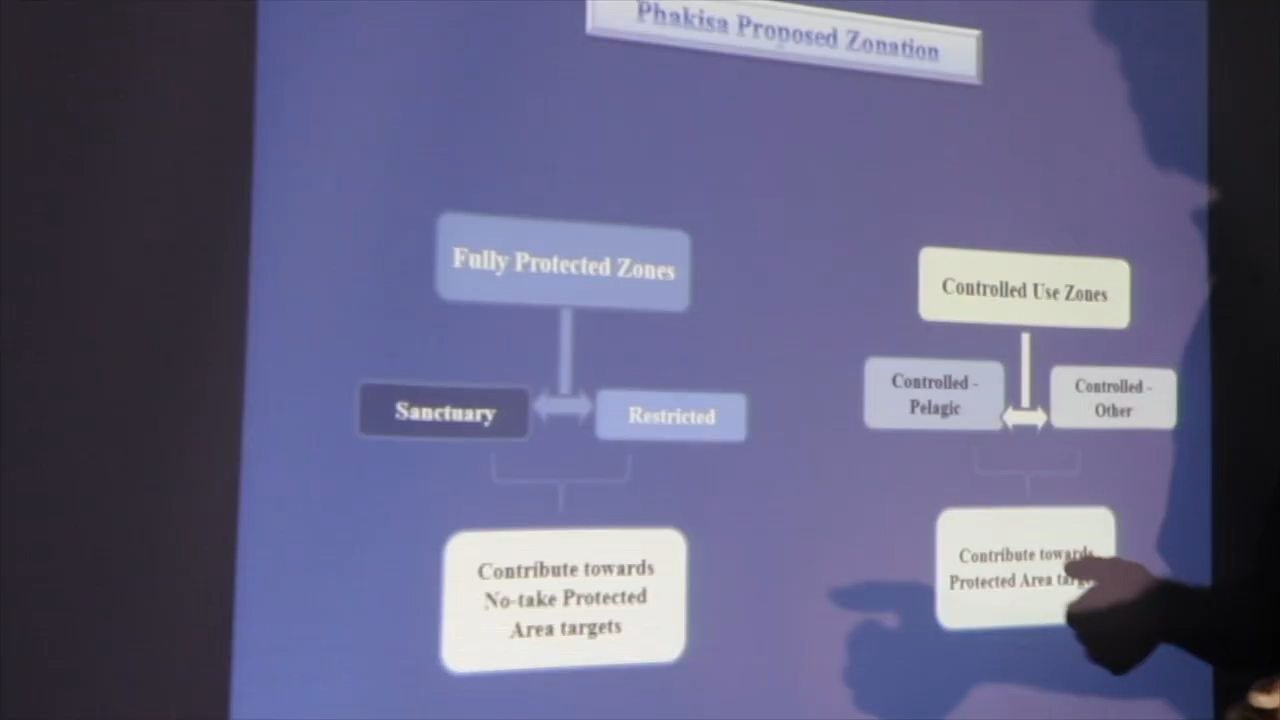 Phakisa Proposed Zonation
Fully Protected Zones
Sanctuary
Restricted
Contribute towards
No-take Protected
Area targets
Controlled Use Zones
Controlled -
Pelagic
Controlled -
Other
Contribute towards
Protected Area